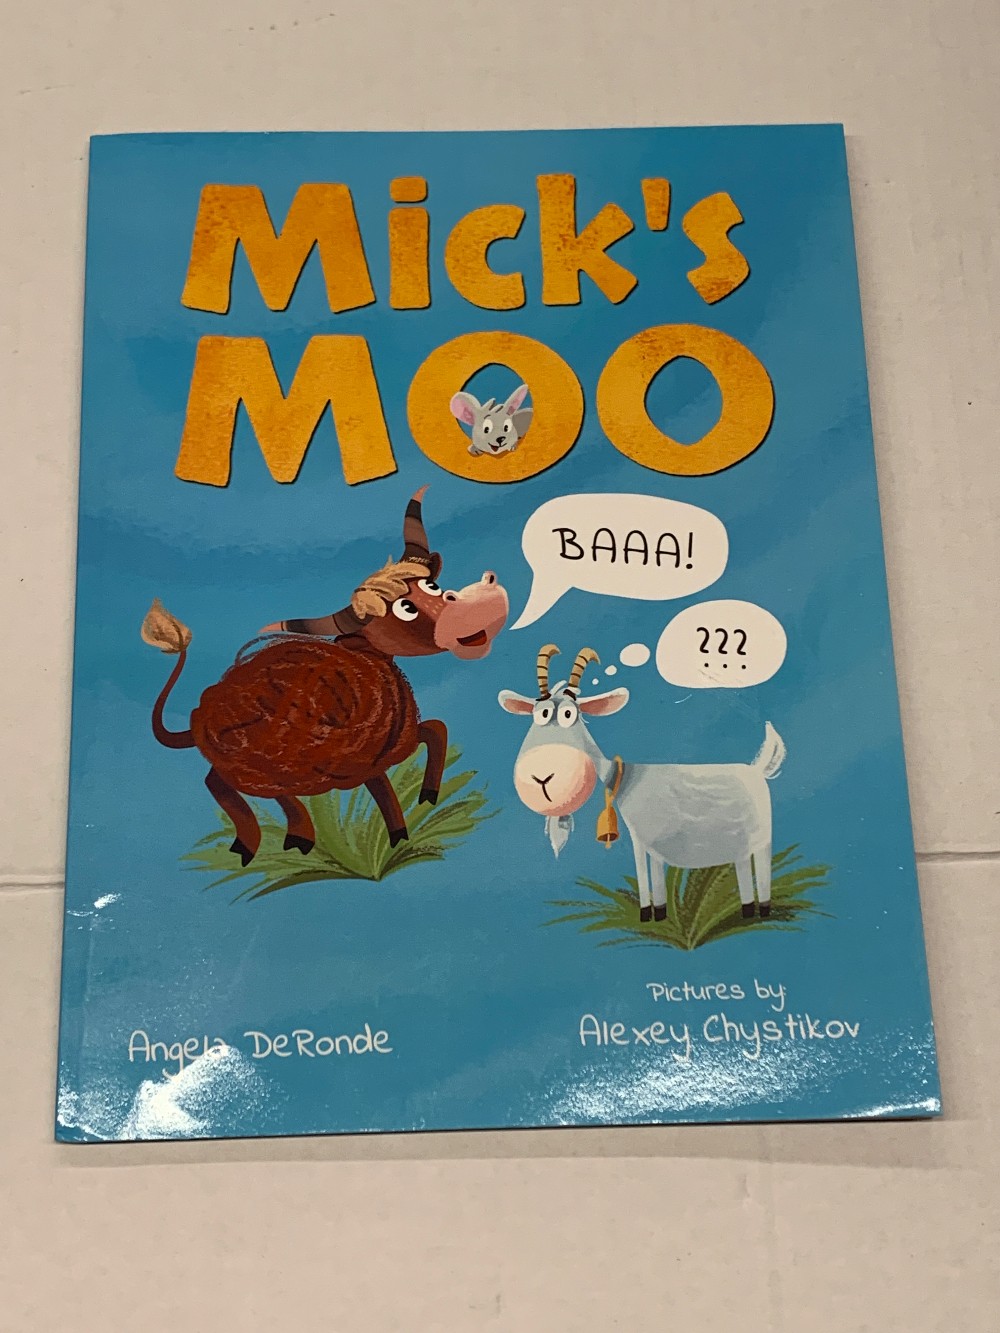 Mick's
MOO
BAAA!
???
Pictures by:
Angela DeRonde
Alexey Chystikov